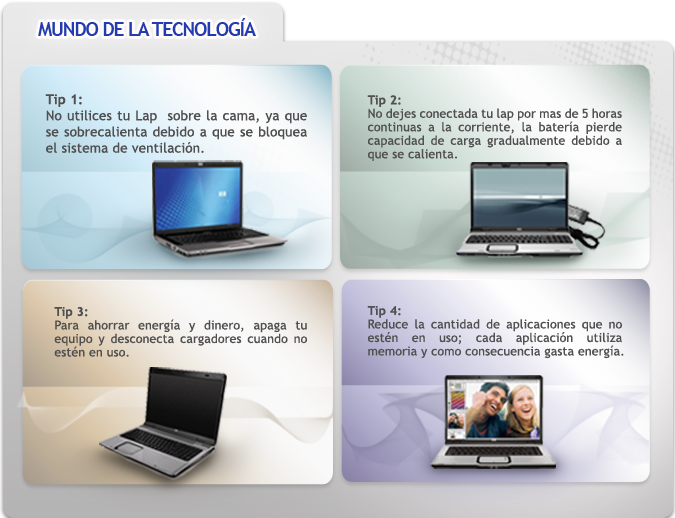 MUNDO DE LA TECNOLOGÍA
Tip 1:
No utilices tu Lap sobre la cama, ya que
se sobrecalienta debido a que se bloquea
el sistema de ventilación.
Tip 2:
No dejes conectada tu lap por mas de 5 horas
continuas a la corriente, la batería pierde
capacidad de carga gradualmente debido a
que se calienta.
Tip 3:
Para ahorrar energía y dinero, apaga tu
equipo y desconecta cargadores cuando no
estén en uso.
Tip 4:
Reduce la cantidad de aplicaciones que no
estén en uso; cada aplicación utiliza
memoria y como consecuencia gasta energía.